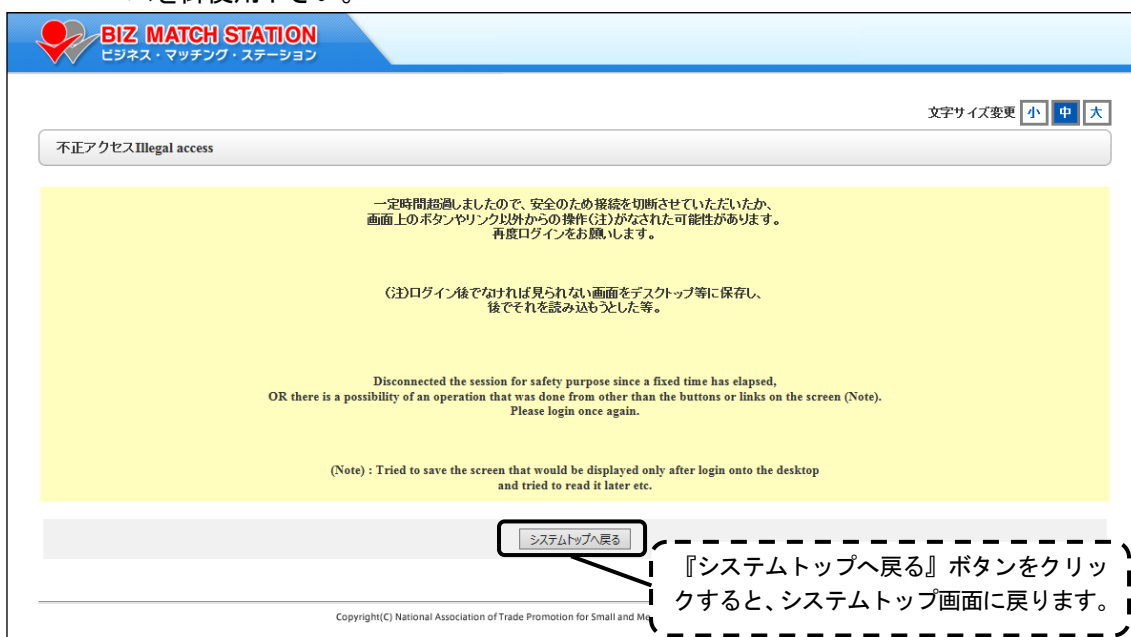 を御使用下さい。
BIZ MATCH STATION
ビジネス・マッチング・ステーション
文字サイズ変更 小 中 大
不正アクセスIllegal access
一定時間超過しましたので、安全のため接続を切断させていただいたか、
画面上のボタンやリンク以外からの操作(注)がなされた可能性があります。
再度ログインをお願いします。
(注)ログイン後でなければ見られない画面をデスクトップ等に保存し、
後でそれを読み込もうとした等。
Disconnected the session for safety purpose since a fixed time has elapsed,
OR there is a possibility of an operation that was done from other than the buttons or links on the screen (Note).
Please login once again.
(Note) : Tried to save the screen that would be displayed only after login onto the desktop
and tried to read it later etc.
システムトップへ戻る
『システムトップへ戻る』ボタンをクリッ
クすると、システムトップ画面に戻ります。
Copyright(C) National Association of Trade Promotion for Small and